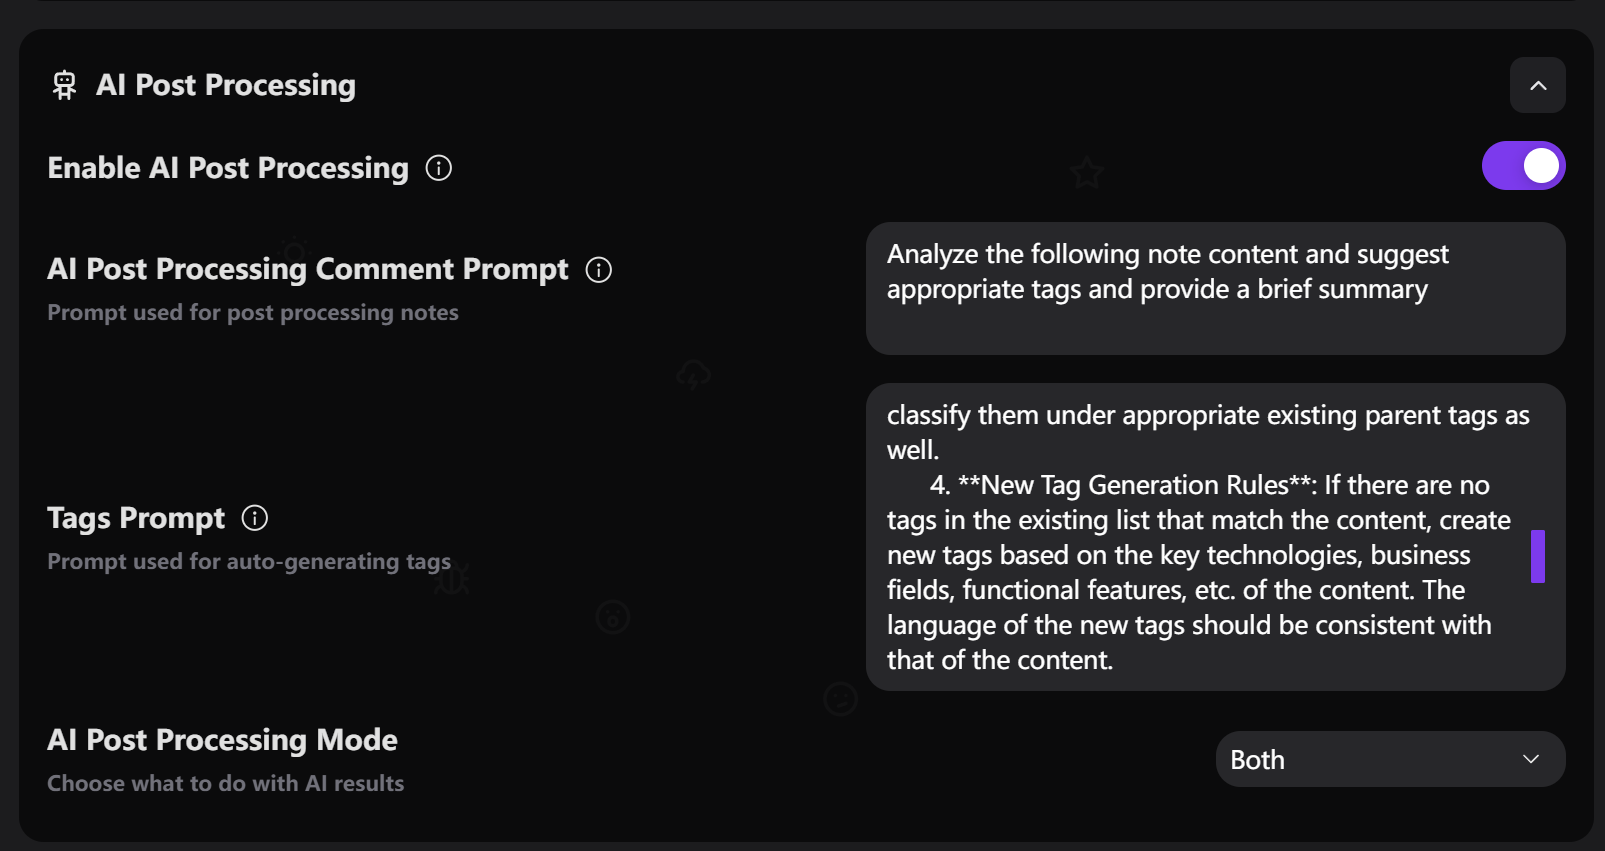 AI Post Processing
Enable AI Post Processing
AI Post Processing Comment Prompt
Prompt used for post processing notes
Analyze the following note content and suggest
appropriate tags and provide a brief summary
Tags Prompt
Prompt used for auto-generating tags
classify them under appropriate existing parent tags as
well.
4. **New Tag Generation Rules**: If there are no
tags in the existing list that match the content, create
new tags based on the key technologies, business
fields, functional features, etc. of the content. The
language of the new tags should be consistent with
that of the content.
AI Post Processing Mode
Choose what to do with AI results
Both